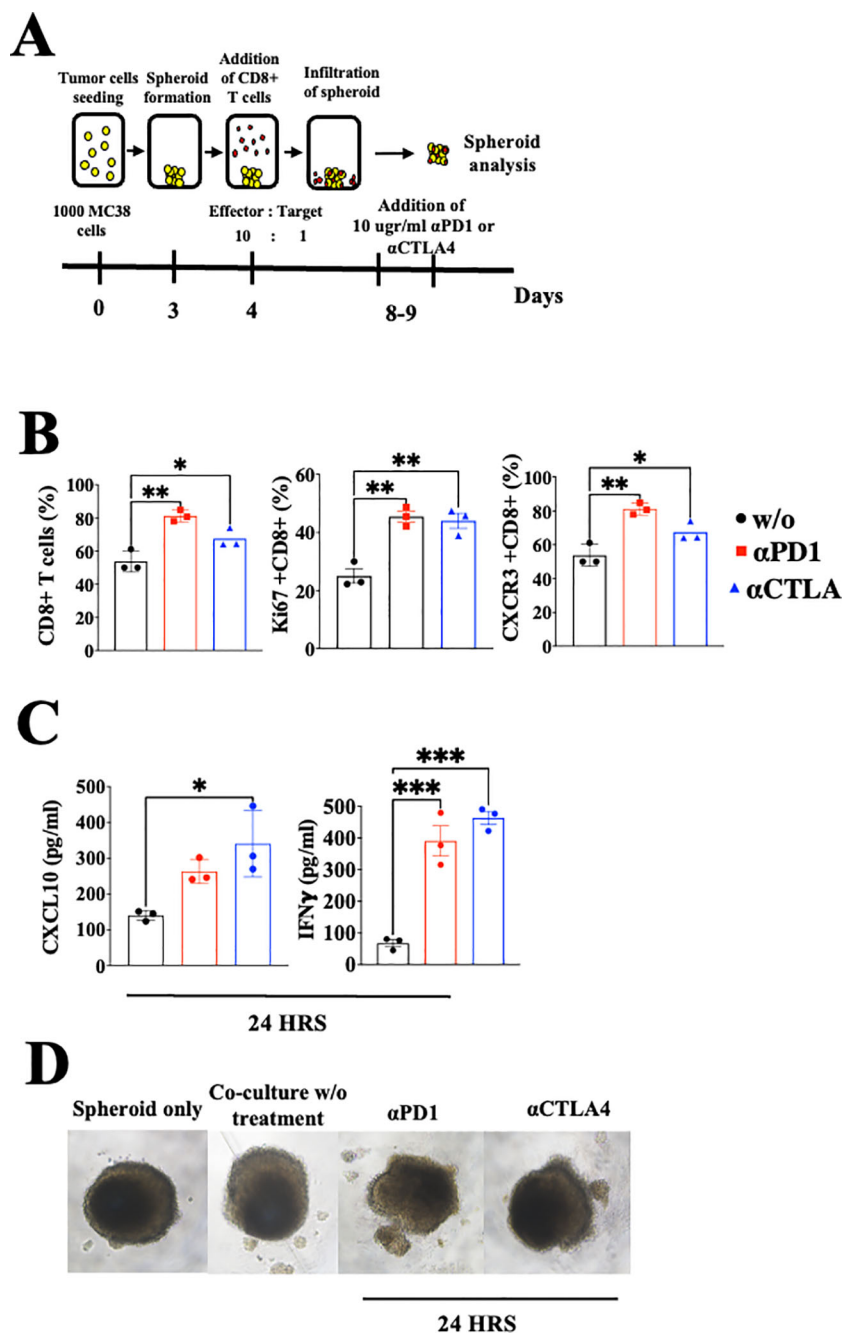 A
Tumor cells
seeding
Spheroid
formation
Addition
of CD8+
T cells
Infiltration
of spheroid
Spheroid
analysis
1000 MC38
cells
Effector : Target
10 : 1
Addition of
10 ugr/ml αPD1 or
αCTLA4
0
3
4
8-9
Days
B
CD8+ T cells (%)
100
80
60
40
20
0
*
**
Ki67 +CD8+ (%)
60
40
20
0
**
**
CXCR3 +CD8+ (%)
100
80
60
40
20
0
*
**
w/o
αPD1
αCTLA
C
CXCL10 (pg/ml)
500
400
300
200
100
0
*
IFNγ (pg/ml)
500
400
300
200
100
0
***
***
24 HRS
D
Spheroid only
Co-culture w/o
treatment
αPD1
αCTLA4
24 HRS